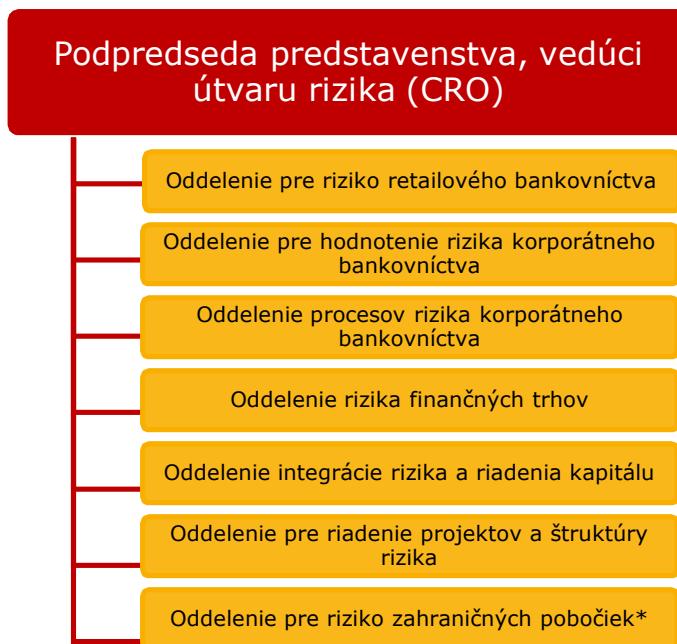 Podpredseda predstavenstva, vedúci
útvaru rizika (CRO)
Oddelenie pre riziko retailového bankovníctva
Oddelenie pre hodnotenie rizika korporátneho
bankovníctva
Oddelenie procesov rizika korporátneho
bankovníctva
Oddelenie rizika finančných trhov
Oddelenie integrácie rizika a riadenia kapitálu
Oddelenie pre riadenie projektov a štruktúry
rizika
Oddelenie pre riziko zahraničných pobočiek*